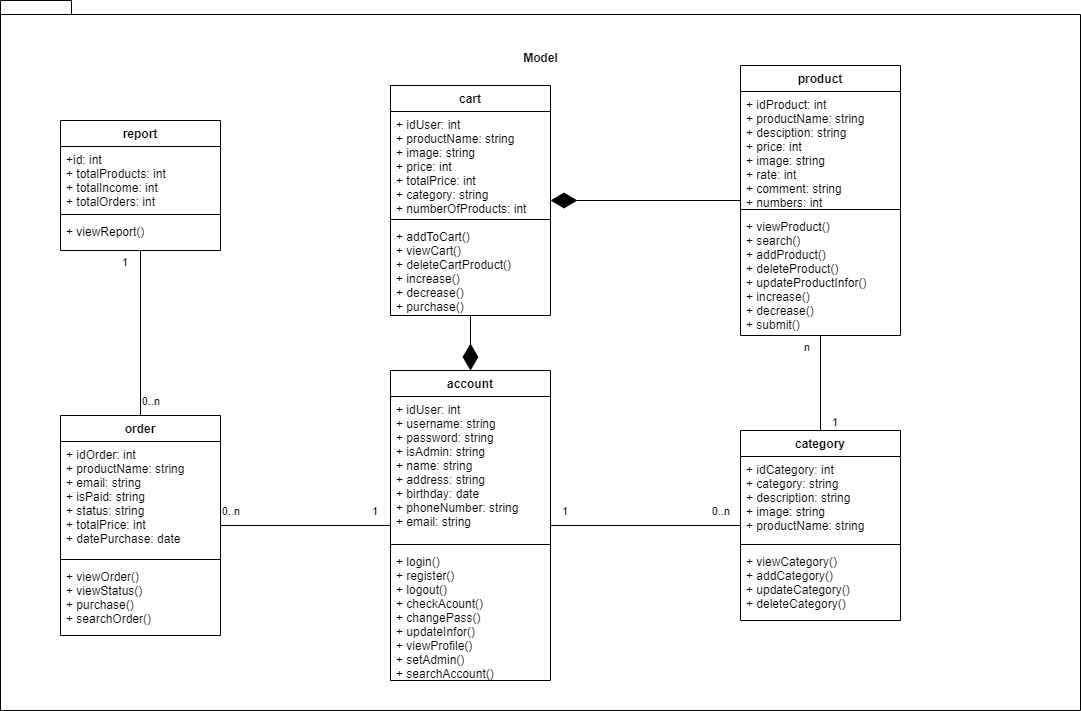 Model
report
+id: int
+ totalProducts: int
+ totalIncome: int
+ totalOrders: int
+ viewReport()
1
0..n
cart
+ idUser: int
+ productName: string
+ image: string
+ price: int
+ totalPrice: int
+ category: string
+ numberOfProducts: int
+ addToCart()
+ viewCart()
+ deleteCartProduct()
+ increase()
+ decrease()
+ purchase()
product
+ idProduct: int
+ productName: string
+ desciption: string
+ price: int
+ image: string
+ rate: int
+ comment: string
+ numbers: int
+ viewProduct()
+ search()
+ addProduct()
+ deleteProduct()
+ updateProductInfor()
+ increase()
+ decrease()
+ submit()
n
1
order
+ idOrder: int
+ productName: string
+ email: string
+ isPaid: string
+ status: string
+ totalPrice: int
+ datePurchase: date
+ viewOrder()
+ viewStatus()
+ purchase()
+ searchOrder()
0..n
1
account
+ idUser: int
+ username: string
+ password: string
+ isAdmin: string
+ name: string
+ address: string
+ birthday: date
+ phoneNumber: string
+ email: string
+ login()
+ register()
+ logout()
+ checkAcount()
+ changePass()
+ updateInfor()
+ viewProfile()
+ setAdmin()
+ searchAccount()
1
0..n
category
+ idCategory: int
+ category: string
+ description: string
+ image: string
+ productName: string
+ viewCategory()
+ addCategory()
+ updateCategory()
+ deleteCategory()